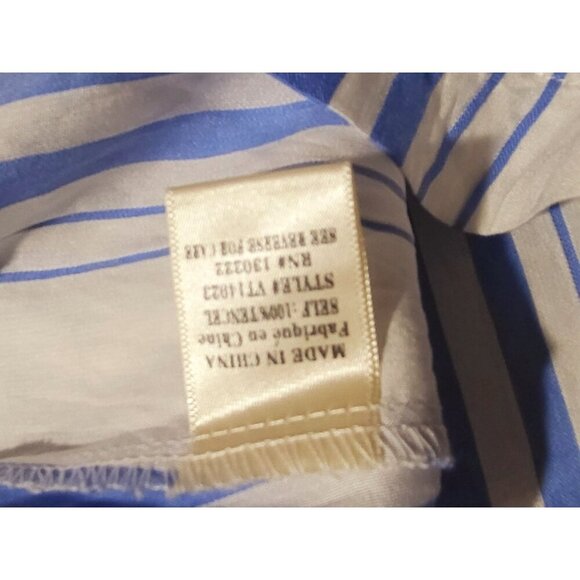 MADE IN CHINA
Fabriqué en Chine
SELF : 100%TENCEL
STYLE# VT14023
RN# 130222
SEE REVERSE FOR CARE